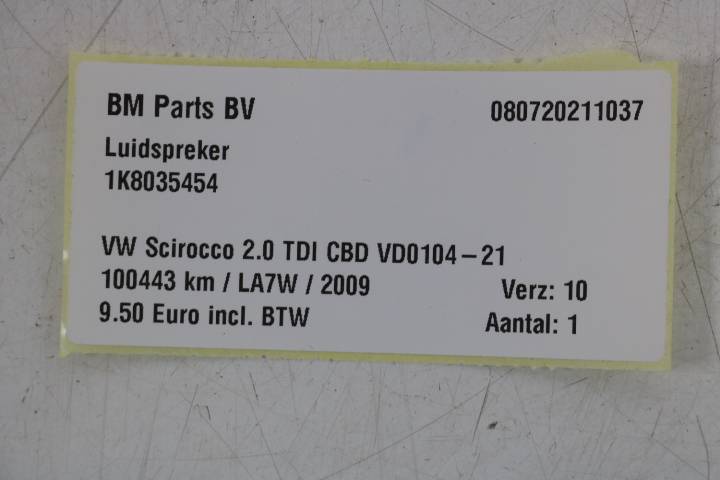 BM Parts BV 080720211037
Luidspreker
1K8035454
VW Scirocco 2.0 TDI CBD VD0104-21
100443 km / LA7W / 2009 Verz: 10
9.50 Euro incl. BTW Aantal: 1